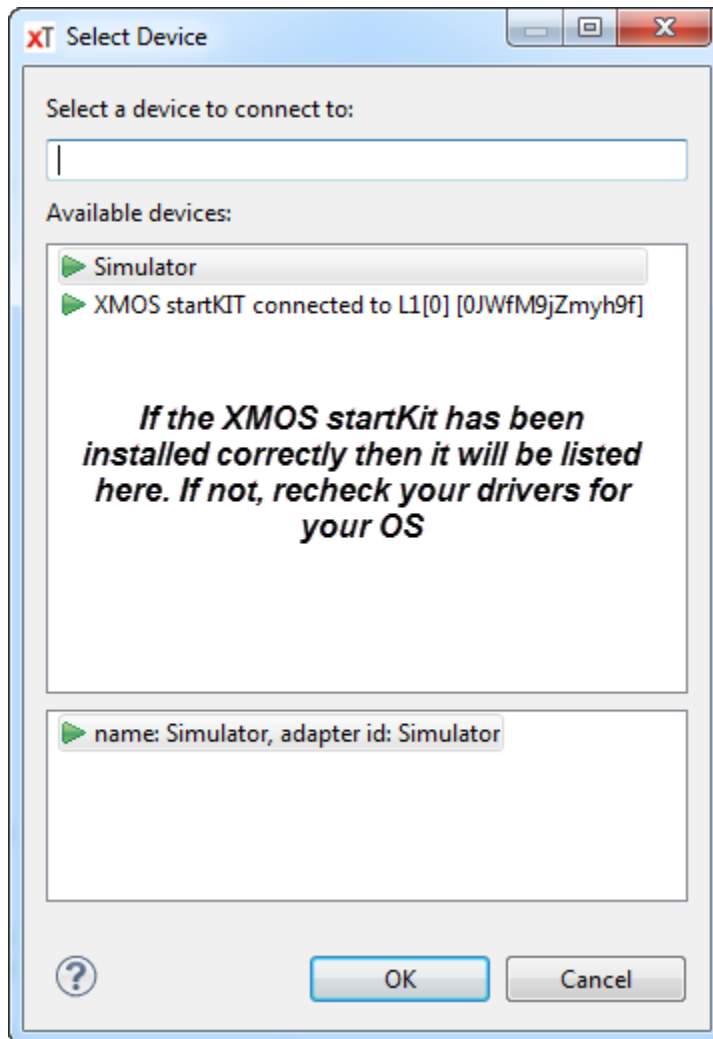 xT Select Device
Select a device to connect to:
Available devices:
Simulator
XMOS startKIT connected to L1[0] [0JWfM9jZmyh9f]
If the XMOS startKit has been
installed correctly then it will be listed
here. If not, recheck your drivers for
your OS
name: Simulator, adapter id: Simulator
?
OK Cancel